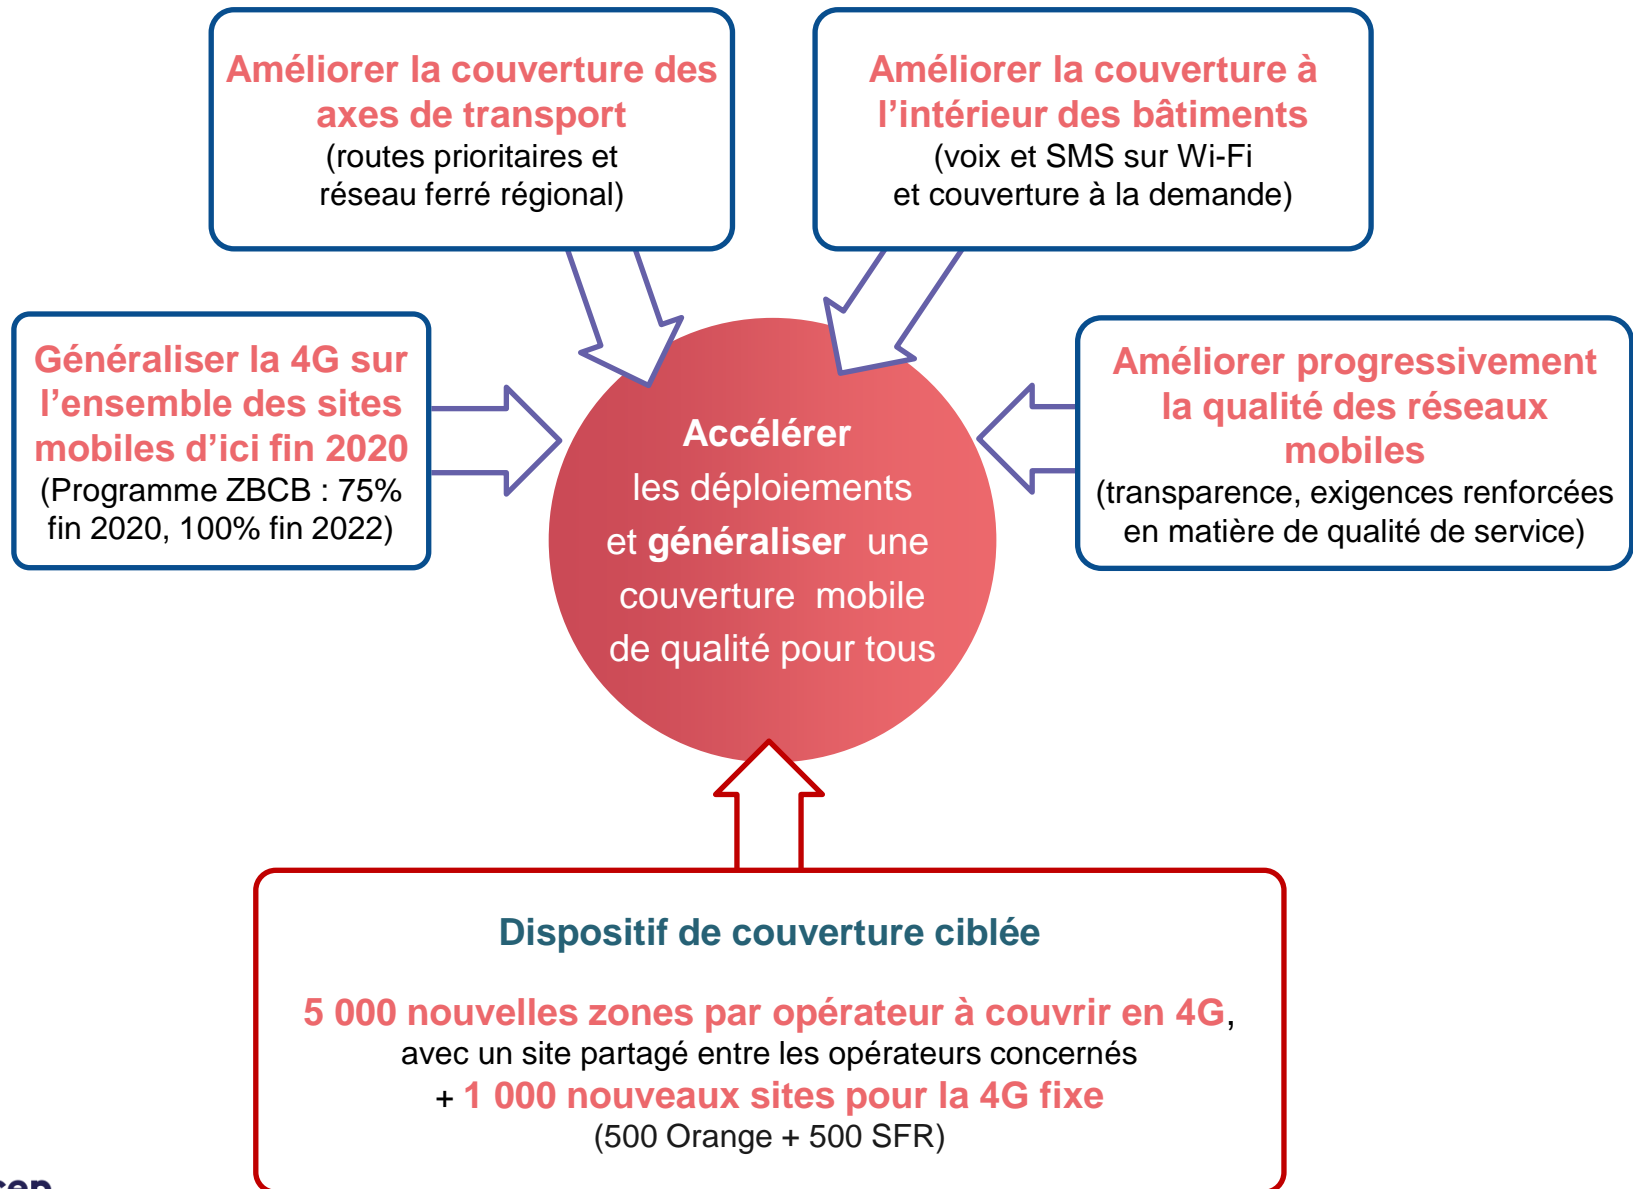 Améliorer la couverture des
axes de transport
(routes prioritaires et
réseau ferré régional)
Améliorer la couverture à
l’intérieur des bâtiments
(voix et SMS sur Wi-Fi
et couverture à la demande)
Généraliser la 4G sur
l’ensemble des sites
mobiles d’ici fin 2020
(Programme ZBCB : 75%
fin 2020, 100% fin 2022)
Améliorer progressivement
la qualité des réseaux
mobiles
(transparence, exigences renforcées
en matière de qualité de service)
Accélérer
les déploiements
et généraliser une
couverture mobile
de qualité pour tous
Dispositif de couverture ciblée
5 000 nouvelles zones par opérateur à couvrir en 4G,
avec un site partagé entre les opérateurs concernés
+ 1 000 nouveaux sites pour la 4G fixe
(500 Orange + 500 SFR)